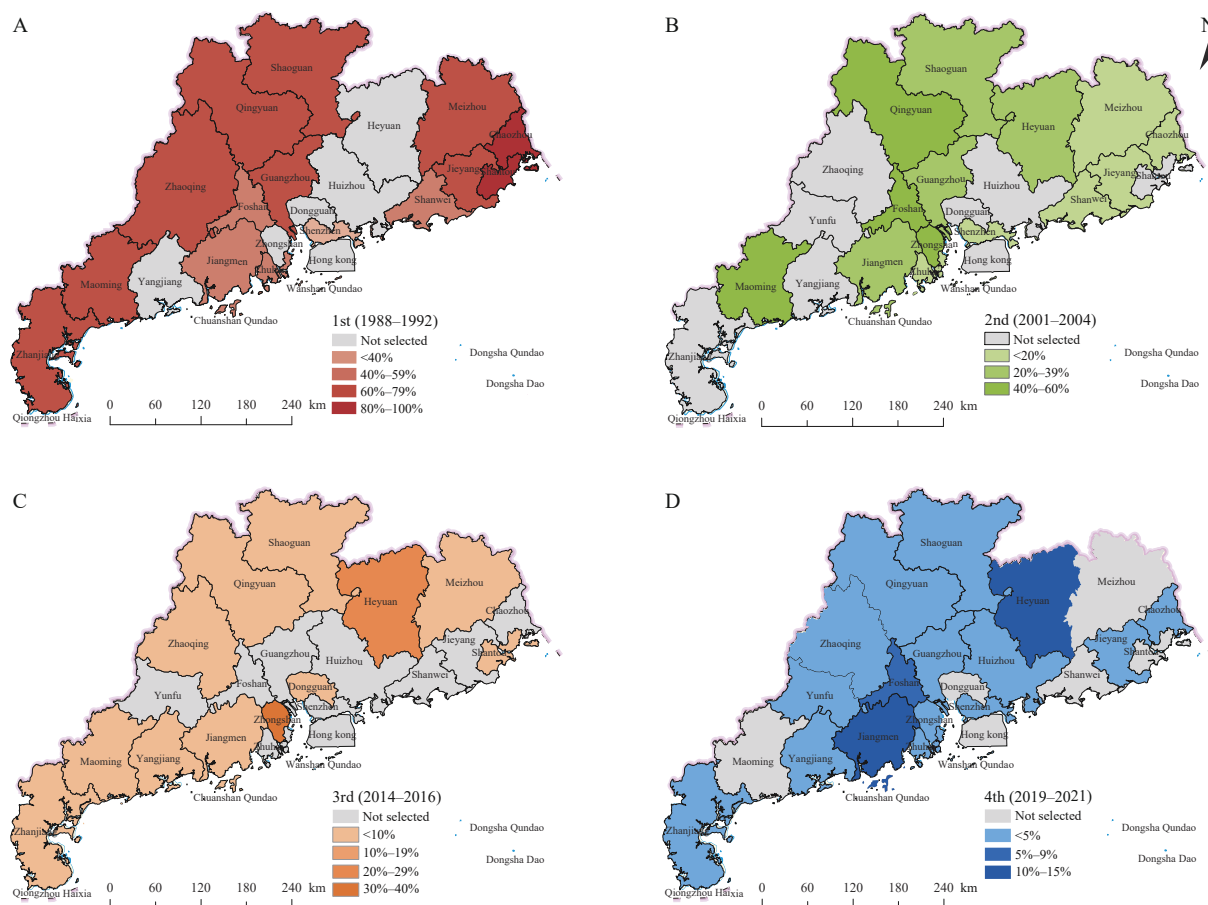 A
Shaoguan
Qingyuan
Heyuan
Meizhou
Chaozhou
Jieyang
Shantou
Zhaoqing
Guangzhou
Huizhou
Foshan
Shanwei
Dongguan
Shenzhen
Zhongshan
Hong kong
Jiangmen
Zhuhai
Yangjiang
Maoming
Wanshan Qundao
Chuanshan Qundao
Zhanjiang
Qiongzhou Haixia
Dongsha Qundao
Dongsha Dao
1st (1988–1992)
Not selected
<40%
40%–59%
60%–79%
80%–100%
0 60 120 180 240 km
B
N
Shaoguan
Qingyuan
Heyuan
Meizhou
Chaozhou
Jieyang
Shantou
Zhaoqing
Guangzhou
Huizhou
Yunfu
Foshan
Shanwei
Dongguan
Shenzhen
Zhongshan
Hong kong
Jiangmen
Zhuhai
Yangjiang
Maoming
Wanshan Qundao
Chuanshan Qundao
Zhanjiang
Qiongzhou Haixia
Dongsha Qundao
Dongsha Dao
2nd (2001–2004)
Not selected
<20%
20%–39%
40%–60%
0 60 120 180 240 km
C
Shaoguan
Qingyuan
Heyuan
Meizhou
Chaozhou
Jieyang
Shantou
Zhaoqing
Guangzhou
Huizhou
Yunfu
Foshan
Shanwei
Dongguan
Shenzhen
Zhongshan
Hong kong
Jiangmen
Zhuhai
Yangjiang
Maoming
Wanshan Qundao
Chuanshan Qundao
Zhanjiang
Qiongzhou Haixia
Dongsha Qundao
Dongsha Dao
3rd (2014–2016)
Not selected
<10%
10%–19%
20%–29%
30%–40%
0 60 120 180 240 km
D
Shaoguan
Qingyuan
Heyuan
Meizhou
Chaozhou
Jieyang
Shantou
Zhaoqing
Guangzhou
Huizhou
Yunfu
Foshan
Shanwei
Dongguan
Shenzhen
Zhongshan
Hong kong
Jiangmen
Zhuhai
Yangjiang
Maoming
Wanshan Qundao
Chuanshan Qundao
Zhanjiang
Qiongzhou Haixia
Dongsha Qundao
Dongsha Dao
4th (2019–2021)
Not selected
<5%
5%–9%
10%–15%
0 60 120 180 240 km